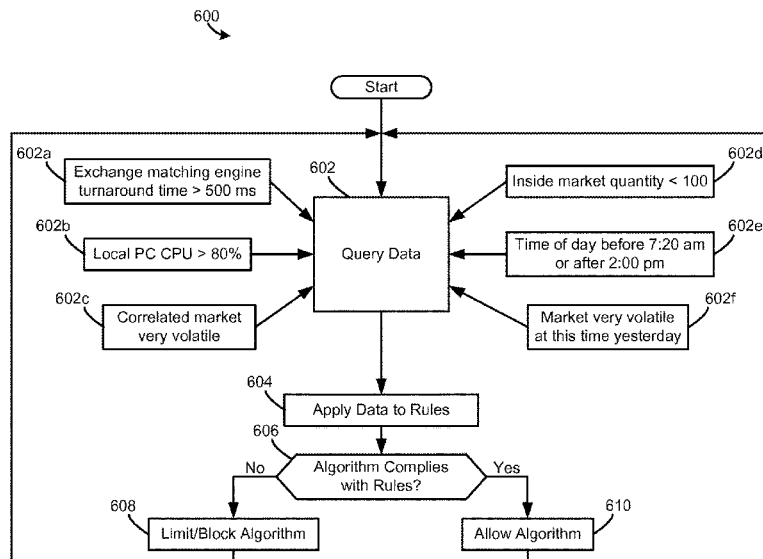 600
Start
602a
Exchange matching engine
turnaround time > 500 ms
602
602d
Inside market quantity < 100
602b
Local PC CPU > 80%
Query Data
602e
Time of day before 7:20 am
or after 2:00 pm
602c
Correlated market
very volatile
602f
Market very volatile
at this time yesterday
604
Apply Data to Rules
606
No
Algorithm Complies
with Rules?
Yes
608
Limit/Block Algorithm
610
Allow Algorithm